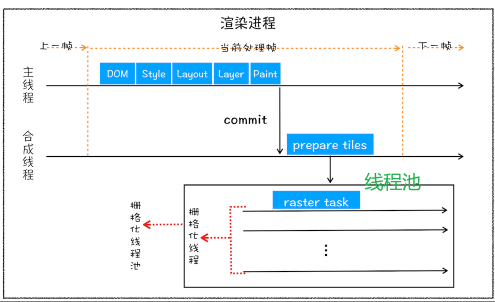 渲染进程
上一帧
当前处理帧
下一帧
主线程
DOM
Style
Layout
Layer
Paint
commit
合成线程
prepare tiles
线程池
raster task
栅格化线程池
栅格化线程
...